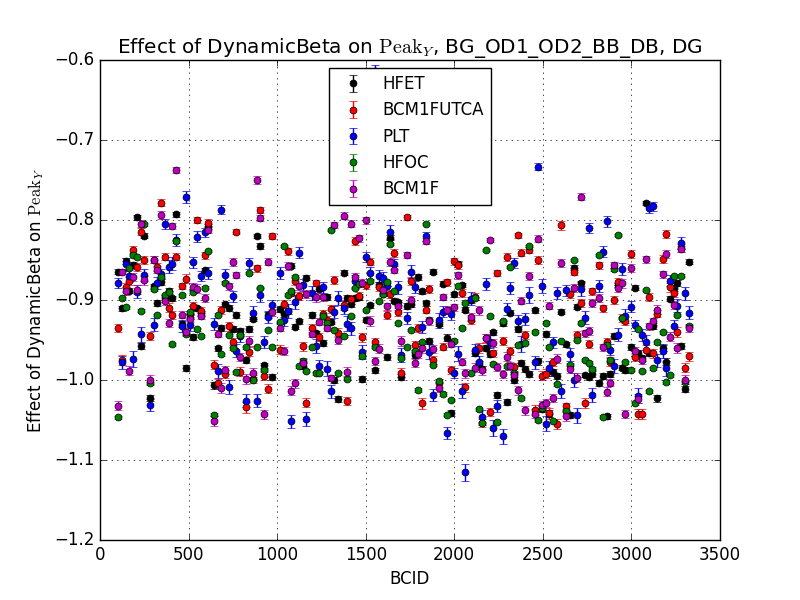 Effect of DynamicBeta on Peak_Y, BG_OD1_OD2_BB_DB, DG
HFET
BCM1FUTCA
PLT
HFOC
BCM1F
Effect of DynamicBeta on Peak_Y
−0.6
−0.7
−0.8
−0.9
−1.0
−1.1
−1.2
0 500 1000 1500 2000 2500 3000 3500
BCID